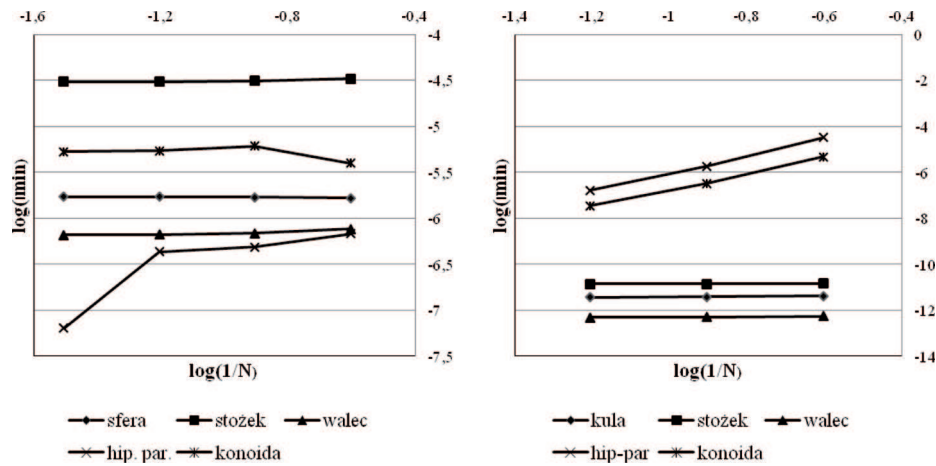 -1,6 -1,2 -0,8 -0,4
-4
-4,5
-5
-5,5
-6
-6,5
-7
-7,5
log(umin)
log(1/N)
sfera stożek walec
hip. par. konoida
-1,4 -1,2 -1 -0,8 -0,6 -0,4
0
-2
-4
-6
-8
-10
-12
-14
log(umin)
log(1/N)
kula stożek walec
hip-par konoida